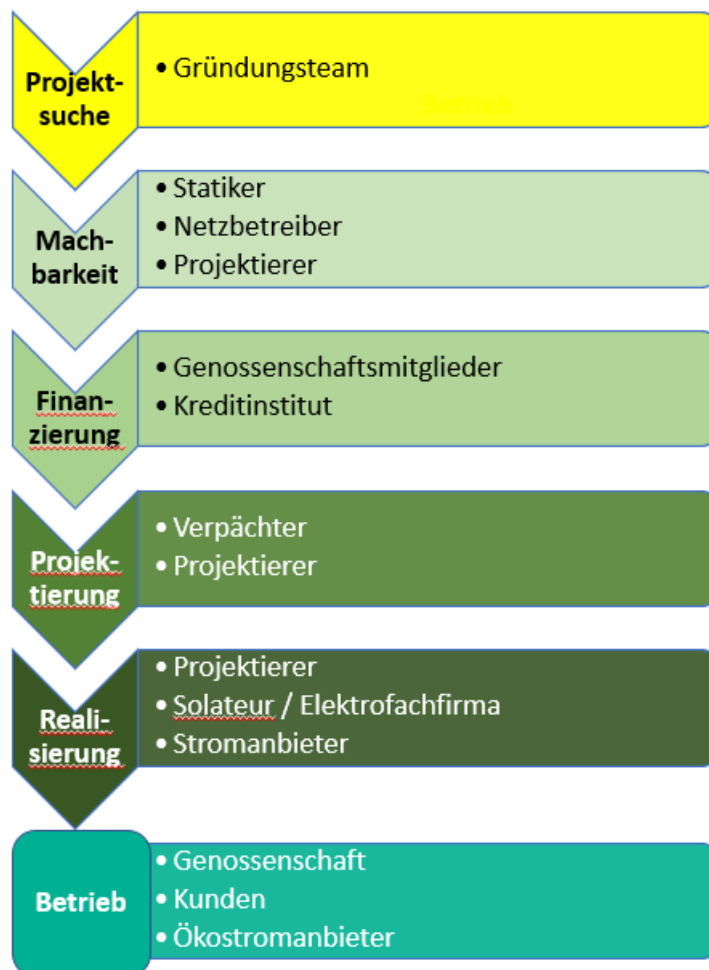 Projekt-
suche
• Gründungsteam
Betrieb
Mach-
barkeit
• Statiker
• Netzbetreiber
• Projektierer
Finan-
zierung
• Genossenschaftsmitglieder
• Kreditinstitut
Projek-
tierung
• Verpächter
• Projektierer
Reali-
sierung
• Projektierer
• Solateur / Elektrofachfirma
• Stromanbieter
Betrieb
• Genossenschaft
• Kunden
• Ökostromanbieter